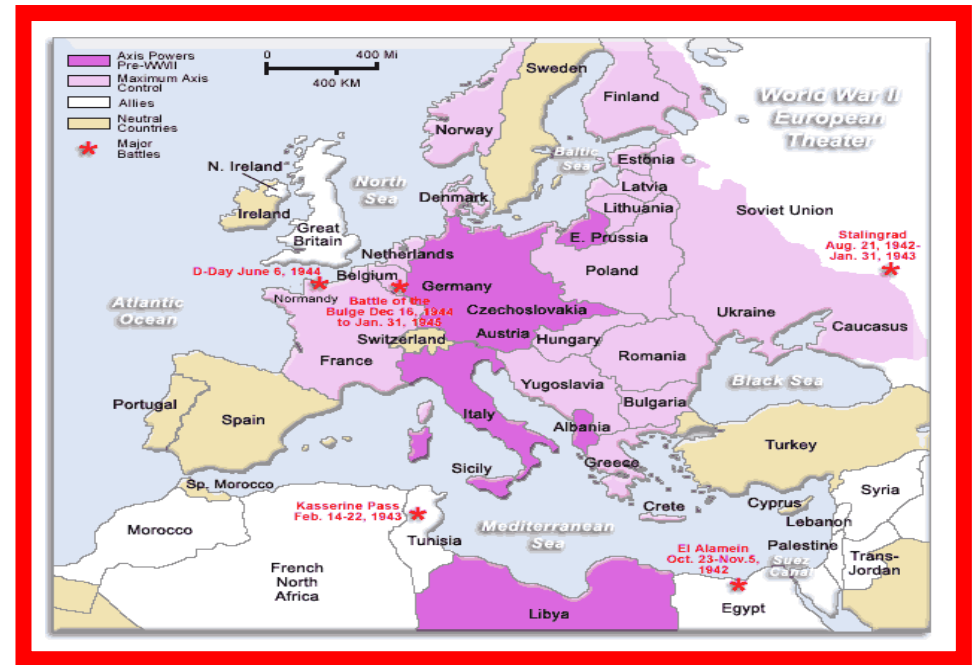 Axis Powers
Pre-WWII
Maximum Axis
Control
Allies
Neutral
Countries
Major
Battles
0 400 Mi
400 KM
World War II
European
Theater
Sweden
Finland
Norway
Baltic
Sea
Estonia
N. Ireland
North
Sea
Latvia
Denmark
Lithuania
Ireland
Soviet Union
Great
Britain
E. Prussia
Stalingrad
Aug. 21, 1942-
Jan. 31, 1943
Netherlands
D-Day June 6, 1944
Belgium
Germany
Poland
Normandy
Battle of the
Bulge Dec 16, 1944
to Jan. 31, 1945
Atlantic
Ocean
Czechoslovakia
Ukraine
Caucasus
Switzerland
Austria
Hungary
France
Romania
Yugoslavia
Black Sea
Bulgaria
Portugal
Spain
Italy
Albania
Turkey
Greece
Sicily
Sp. Morocco
Syria
Kasserine Pass
Feb. 14-22, 1943
Crete
Cyprus
Lebanon
Morocco
Mediterranean
Sea
Tunisia
El Alamein
Oct. 23-Nov.5,
1942
Palestine
Suez
Canal
Trans-
Jordan
French
North
Africa
Libya
Egypt